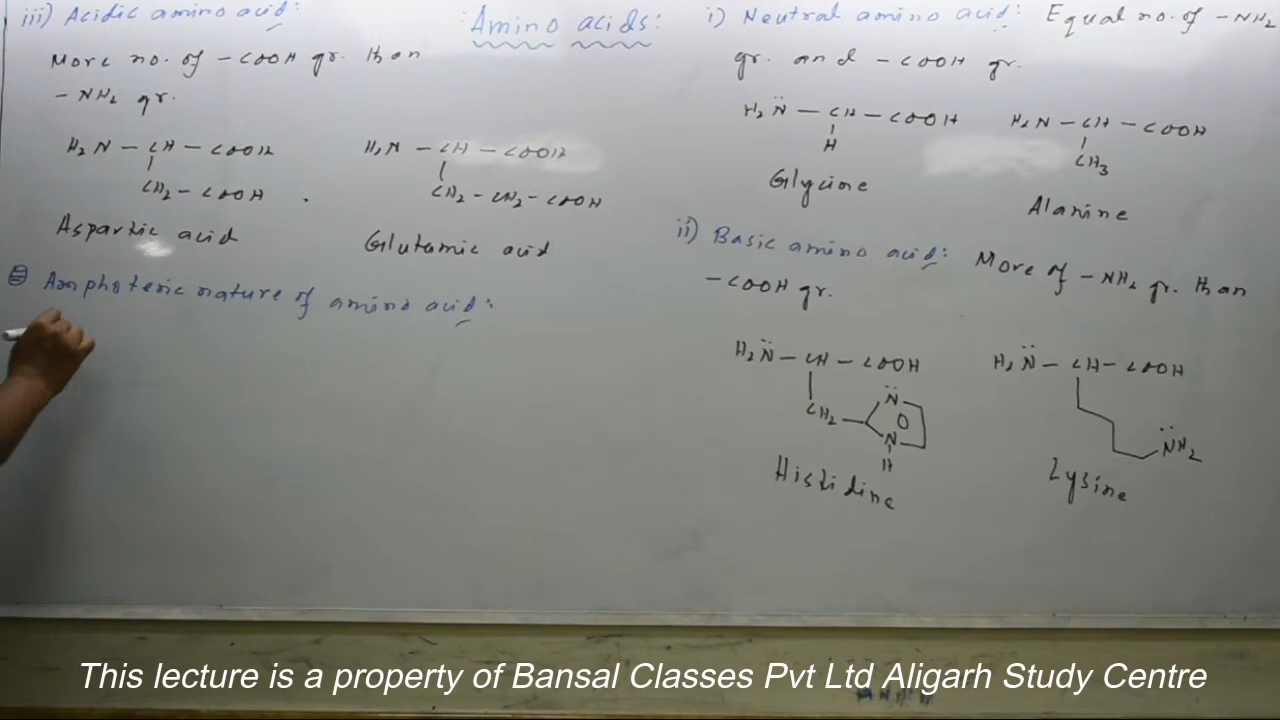 Amino acids:
i) Neutral amino acid: Equal no. of -NH2
gr. and -COOH gr.
H2N - CH - COOH
H
Glycine
H2N - CH - COOH
CH3
Alanine
ii) Basic amino acid: More of -NH2 gr. than
-COOH gr.
H2N - CH - COOH
CH2
N
N
H
Histidine
H2N - CH - COOH
NH2
Lysine
iii) Acidic amino acid:
More no. of -COOH gr. than
-NH2 gr.
H2N - CH - COOH
CH2 - COOH
Aspartic acid
H2N - CH - COOH
CH2 - CH2 - COOH
Glutamic acid
Amphoteric nature of amino acid:
This lecture is a property of Bansal Classes Pvt Ltd Aligarh Study Centre